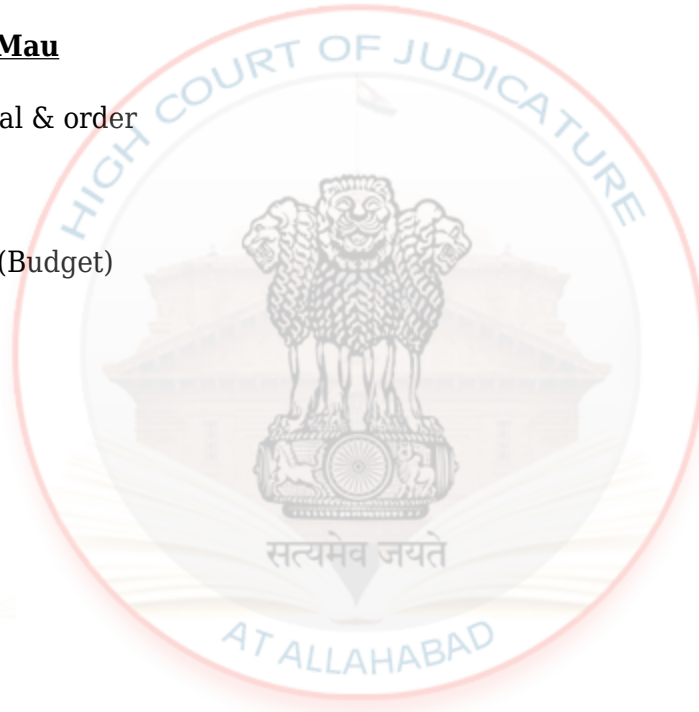 Mau
al & order
(Budget)
HIGH COURT OF JUDICATURE
सत्यमेव जयते
AT ALLAHABAD